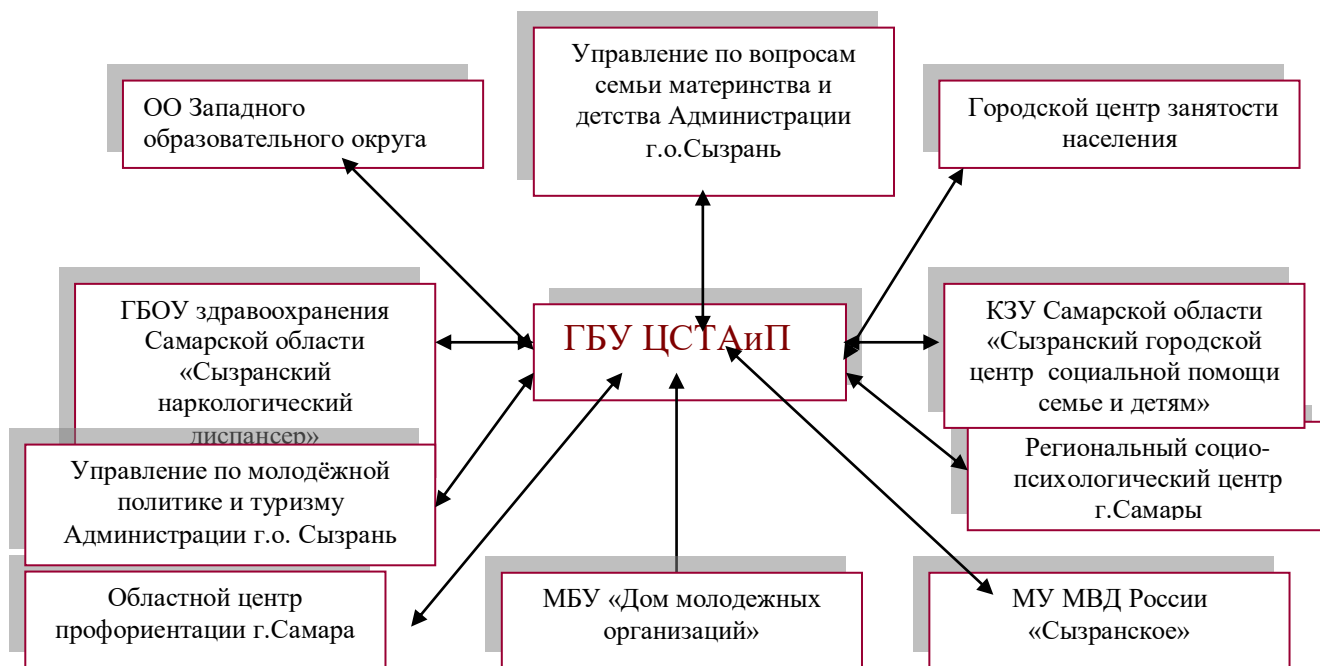 Управление по вопросам
семьи материнства и
детства Администрации
г.о.Сызрань
ОО Западного
образовательного округа
Городской центр занятости
населения
ГБОУ здравоохранения
Самарской области
«Сызранский
наркологический
диспансер»
ГБУ ЦСТАиП
КЗУ Самарской области
«Сызранский городской
центр  социальной помощи
семье и детям»
Управление по молодёжной
политике и туризму
Администрации г.о. Сызрань
Региональный социо-
психологический центр
г.Самары
Областной центр
профориентации г.Самара
МБУ «Дом молодежных
организаций»
МУ МВД России
«Сызранское»